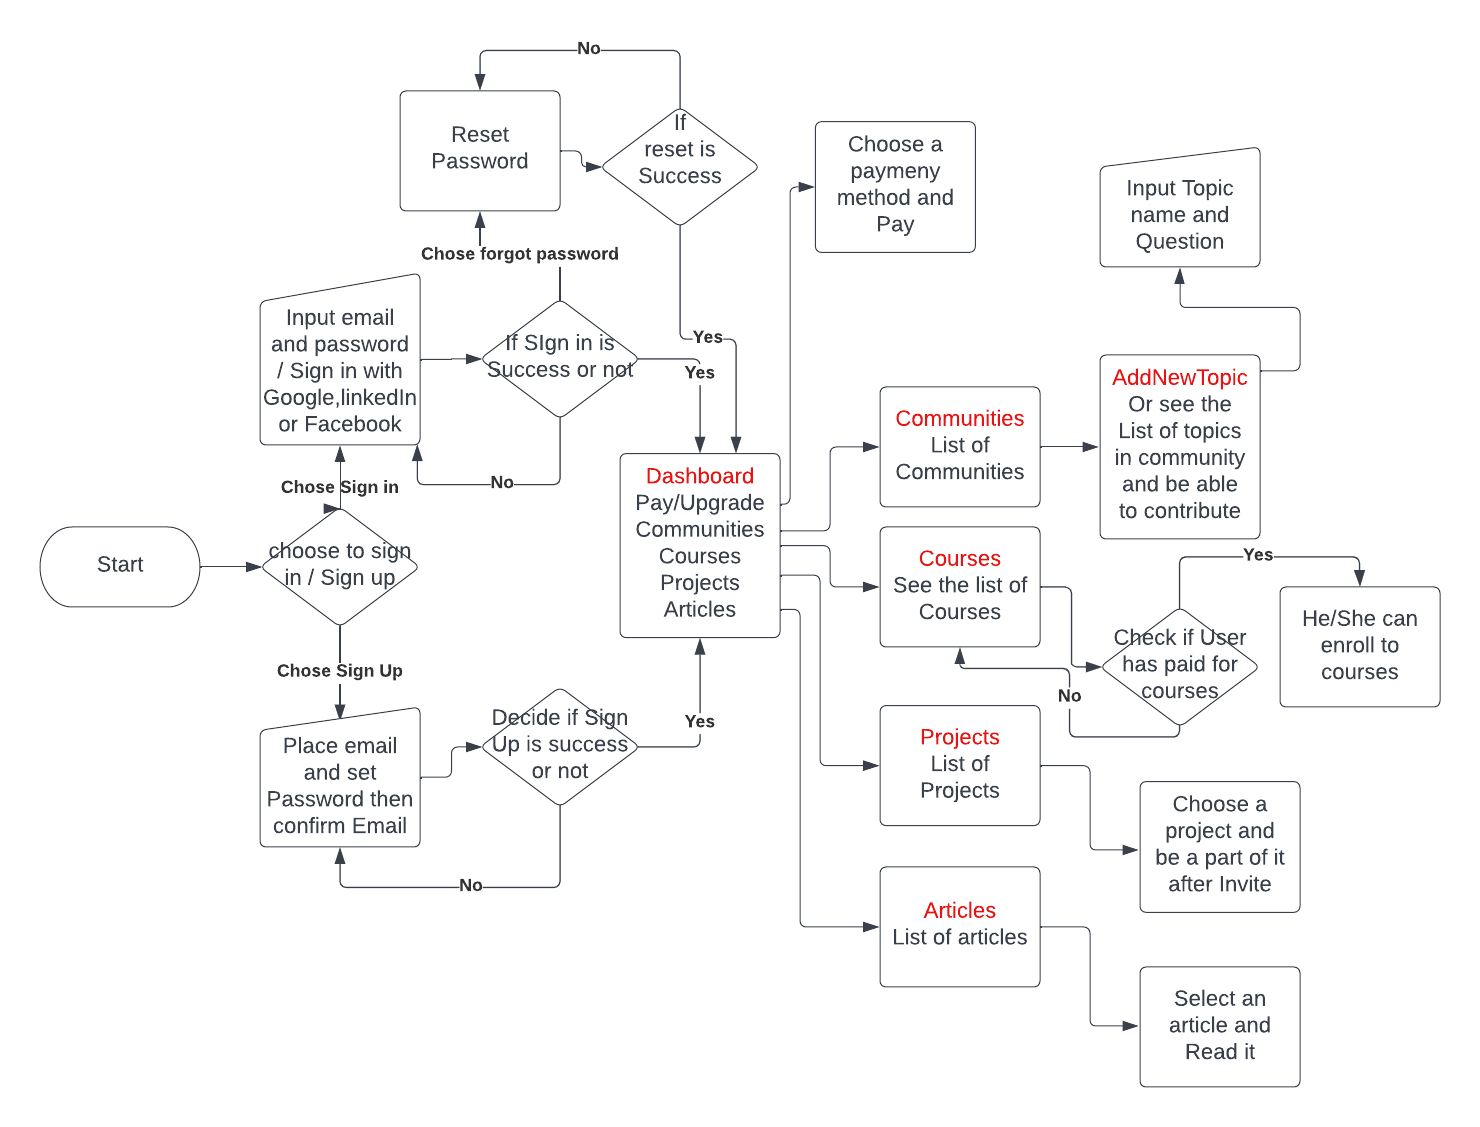 No
Reset
Password
If
reset is
Success
Choose a
paymeny
method and
Pay
Input Topic
name and
Question
Chose forgot password
Input email
and password
/ Sign in with
Google,linkedIn
or Facebook
If SIgn in is
Success or not
Yes
Yes
No
Chose Sign in
Start
choose to sign
in / Sign up
Chose Sign Up
Place email
and set
Password then
confirm Email
Decide if Sign
Up is success
or not
Yes
No
Dashboard
Pay/Upgrade
Communities
Courses
Projects
Articles
Communities
List of
Communities
AddNewTopic
Or see the
List of topics
in community
and be able
to contribute
Courses
See the list of
Courses
Check if User
has paid for
courses
Yes
No
He/She can
enroll to
courses
Projects
List of
Projects
Choose a
project and
be a part of it
after Invite
Articles
List of articles
Select an
article and
Read it